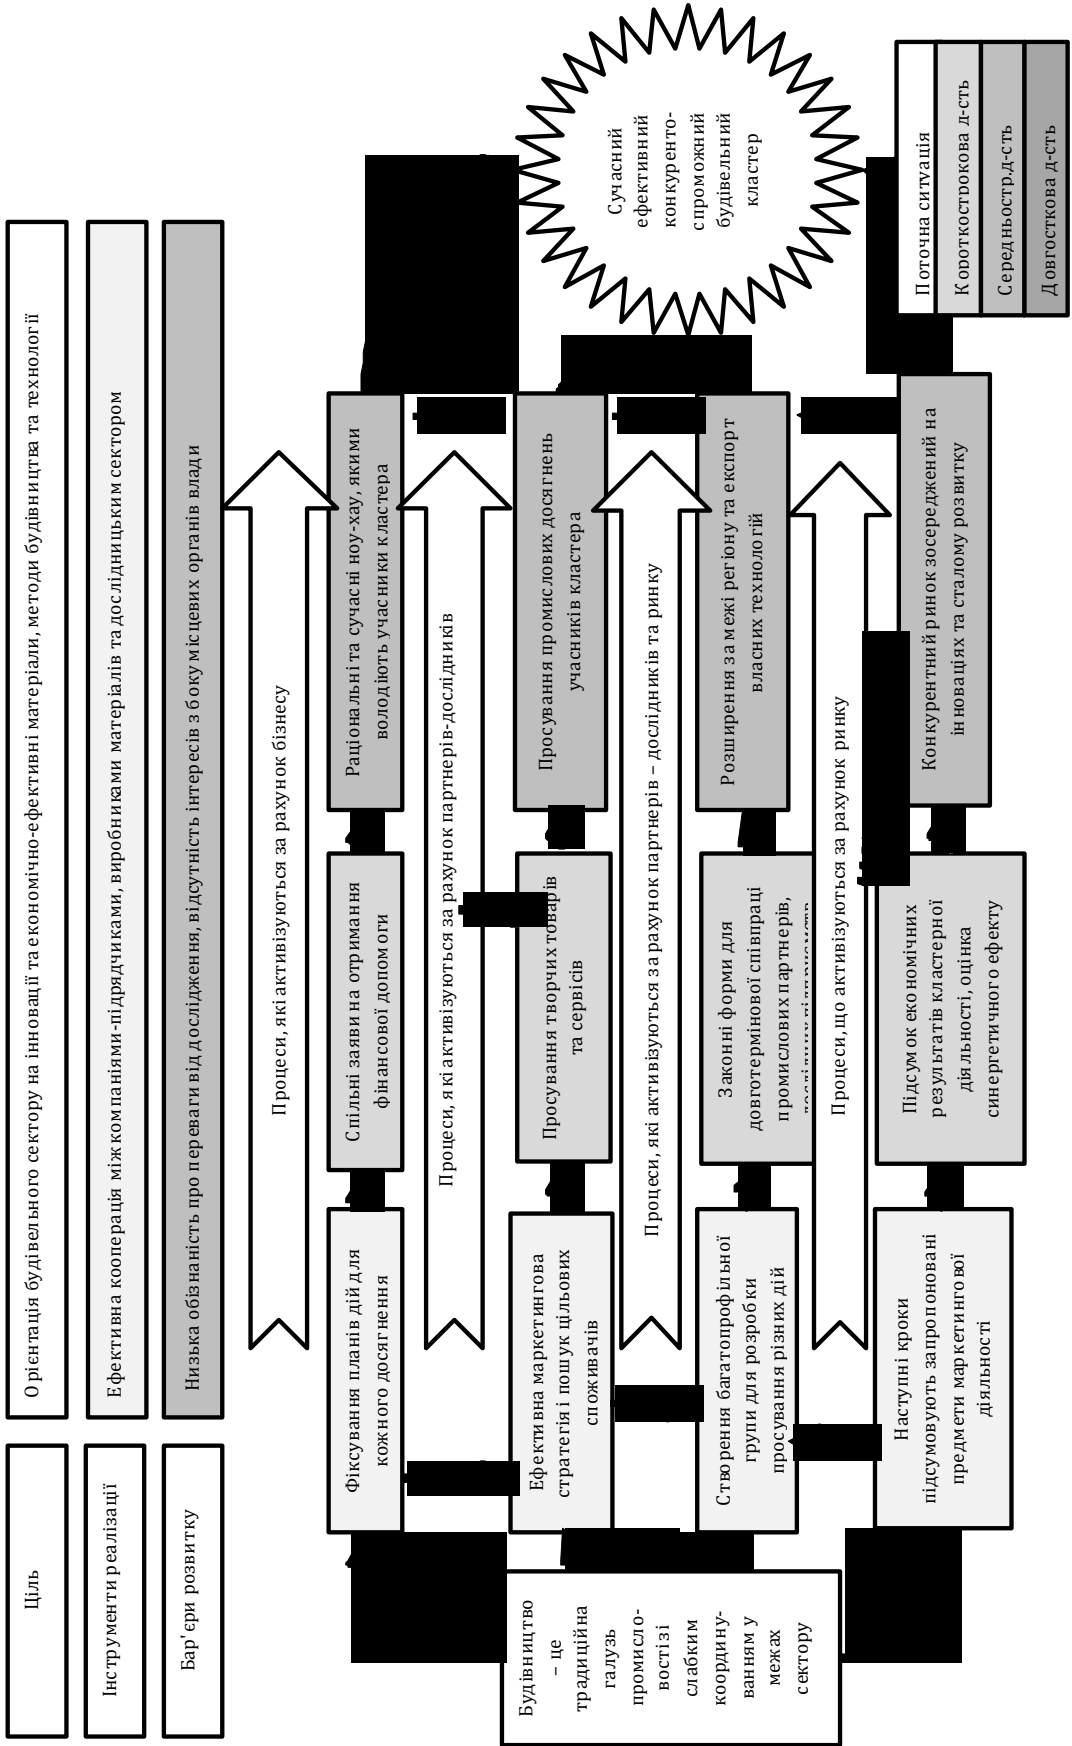 Ціль
Орієнтація будівельного сектору на інновації та економічно-ефективні матеріали, методи будівництва та технології
Інструменти реалізації
Ефективна кооперація між компаніями-підрядчиками, виробниками матеріалів та дослідницьким сектором
Бар'єри розвитку
Низька обізнаність про переваги від дослідження, відсутність інтересів з боку місцевих органів влади
Процеси, які активізуються за рахунок бізнесу
Фіксування планів дій для
кожного досягнення
Спільні заяви на отримання
фінансової допомоги
Раціональні та сучасні ноу-хау, якими
володіють учасники кластера
Процеси, які активізуються за рахунок партнерів-дослідників
Ефективна маркетингова
стратегія і пошук цільових
споживачів
Просування творчих товарів
та сервісів
Просування промислових досягнень
учасників кластера
Процеси, які активізуються за рахунок партнерів – дослідників та ринку
Створення багатопрофільної
групи для розробки
просування різних дій
Законні форми для
довготермінової співпраці
промислових партнерів,
Розширення за межі регіону та експорт
власних технологій
Процеси, що активізуються за рахунок ринку
Наступні кроки
підсумовують запропоновані
предмети маркетингової
діяльності
Підсумок економічних
результатів кластерної
діяльності, оцінка
синергетичного ефекту
Конкурентний ринок зосереджений на
інноваціях та сталому розвитку
Будівництво
– це
традиційна
галузь
промисло-
вості зі
слабким
координу-
ванням у
межах
сектору
Сучасний
ефективний
конкуренто-
спроможний
будівельний
кластер
Поточна ситуація
Короткострокова д-сть
Середньостр.д-сть
Довгосткова д-сть